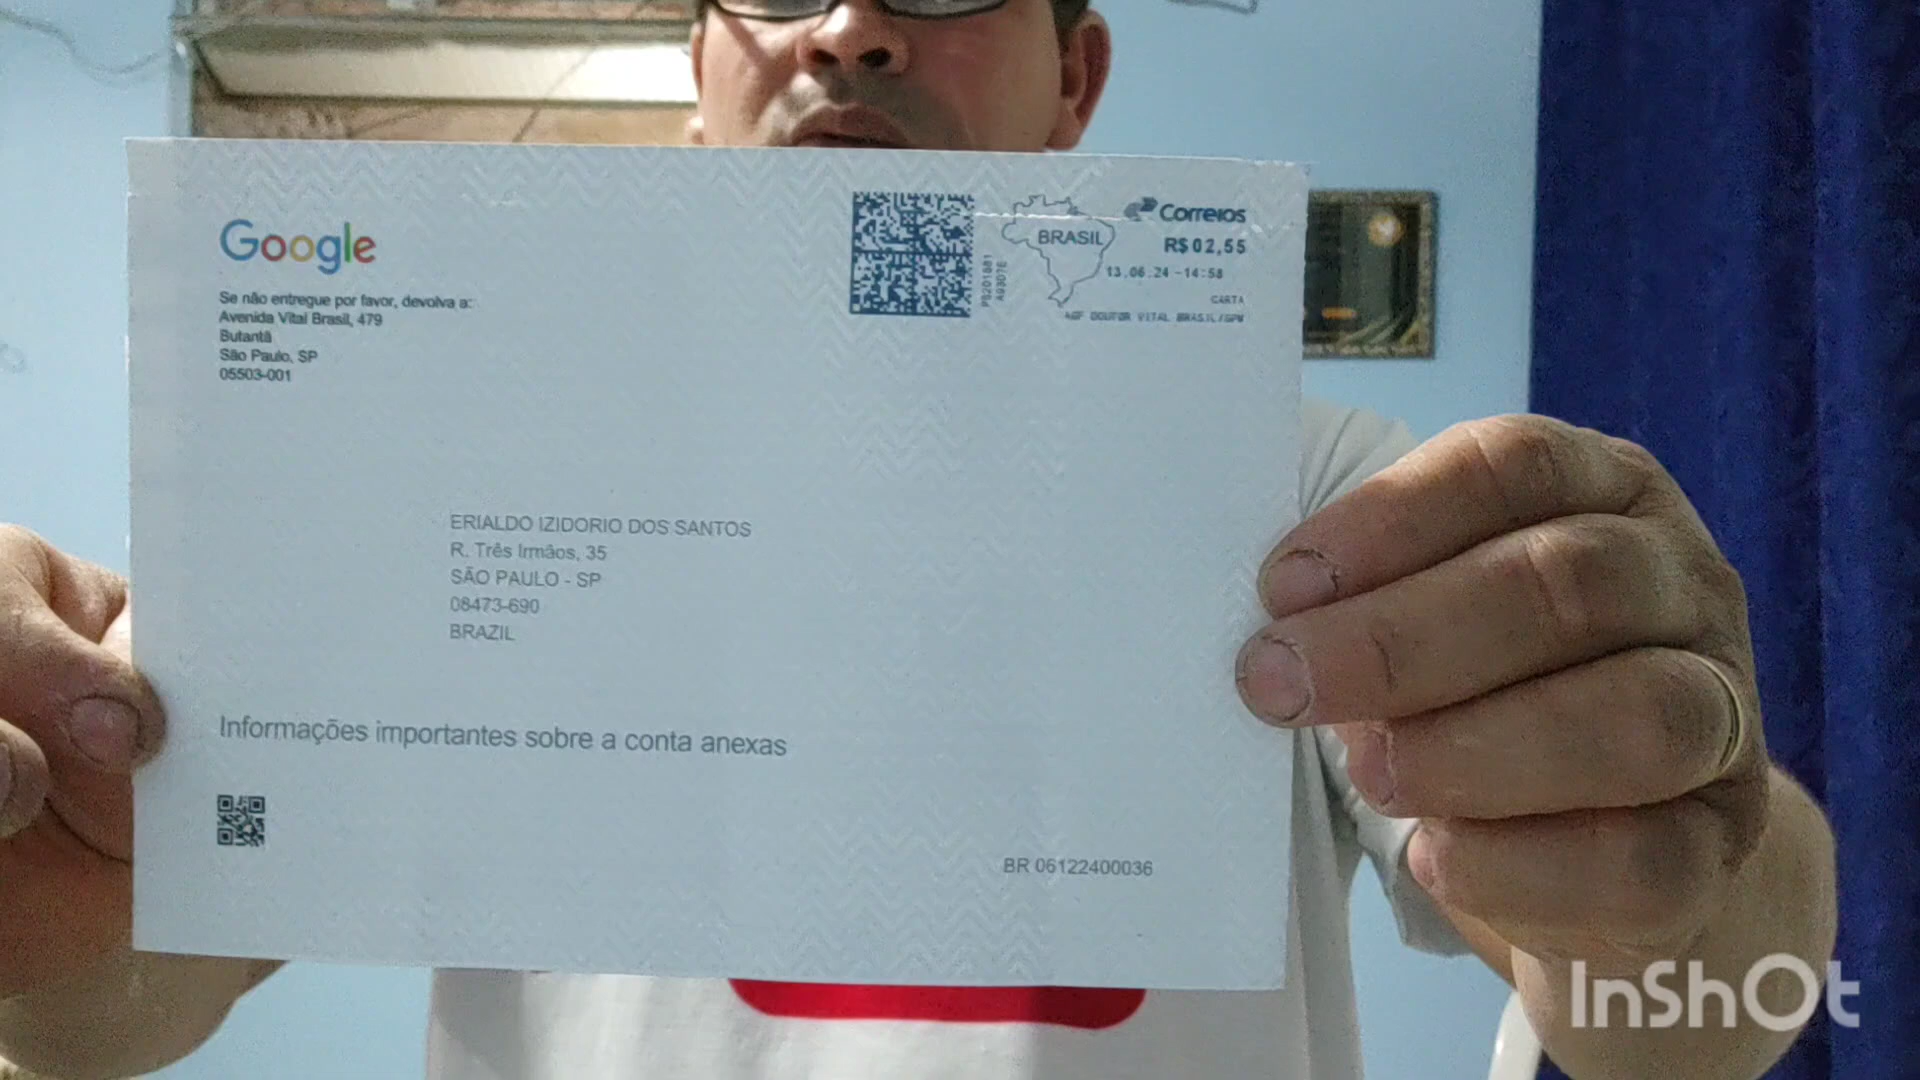 Google
Se não entregue por favor, devolva a:
Avenida Vital Brasil, 479
Butantã
São Paulo, SP
05503-001
BRASIL
Correios
R$ 02,55
13.06.24 -14:58
CARTA
AGF DOUTOR VITAL BRASIL/SPM
PB201881
A9307E
ERIALDO IZIDORIO DOS SANTOS
R. Três Irmãos, 35
SÃO PAULO - SP
08473-690
BRAZIL
Informações importantes sobre a conta anexas
BR 06122400036
InShOt